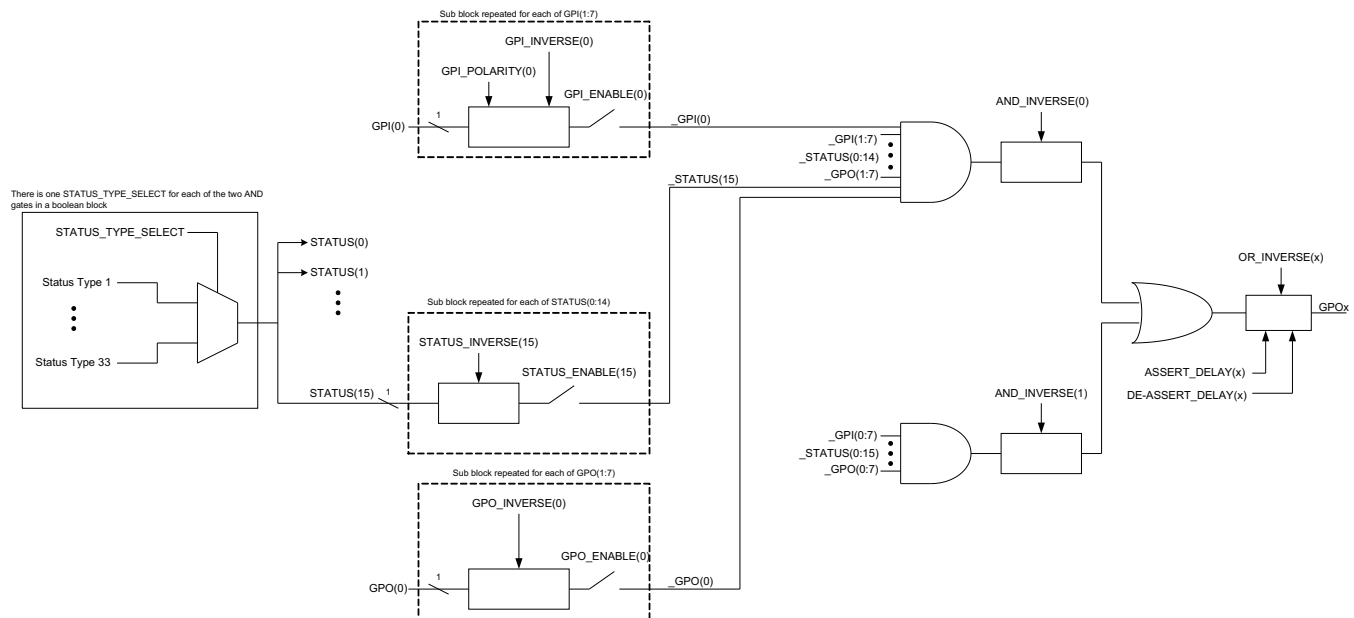 Sub block repeated for each of GPI(1:7)
GPI_INVERSE(0)
GPI_POLARITY(0)
GPI_ENABLE(0)
GPI(0)
1
_GPI(0)
_GPI(1:7)
_STATUS(0:14)
_GPO(1:7)
_STATUS(15)
AND_INVERSE(0)
There is one STATUS_TYPE_SELECT for each of the two AND
gates in a boolean block
STATUS_TYPE_SELECT
Status Type 1
Status Type 33
STATUS(0)
STATUS(1)
Sub block repeated for each of STATUS(0:14)
STATUS_INVERSE(15)
STATUS_ENABLE(15)
STATUS(15)
1
OR_INVERSE(x)
GPOx
ASSERT_DELAY(x)
DE-ASSERT_DELAY(x)
AND_INVERSE(1)
_GPI(0:7)
_STATUS(0:15)
_GPO(0:7)
Sub block repeated for each of GPO(1:7)
GPO_INVERSE(0)
GPO_ENABLE(0)
GPO(0)
1
_GPO(0)